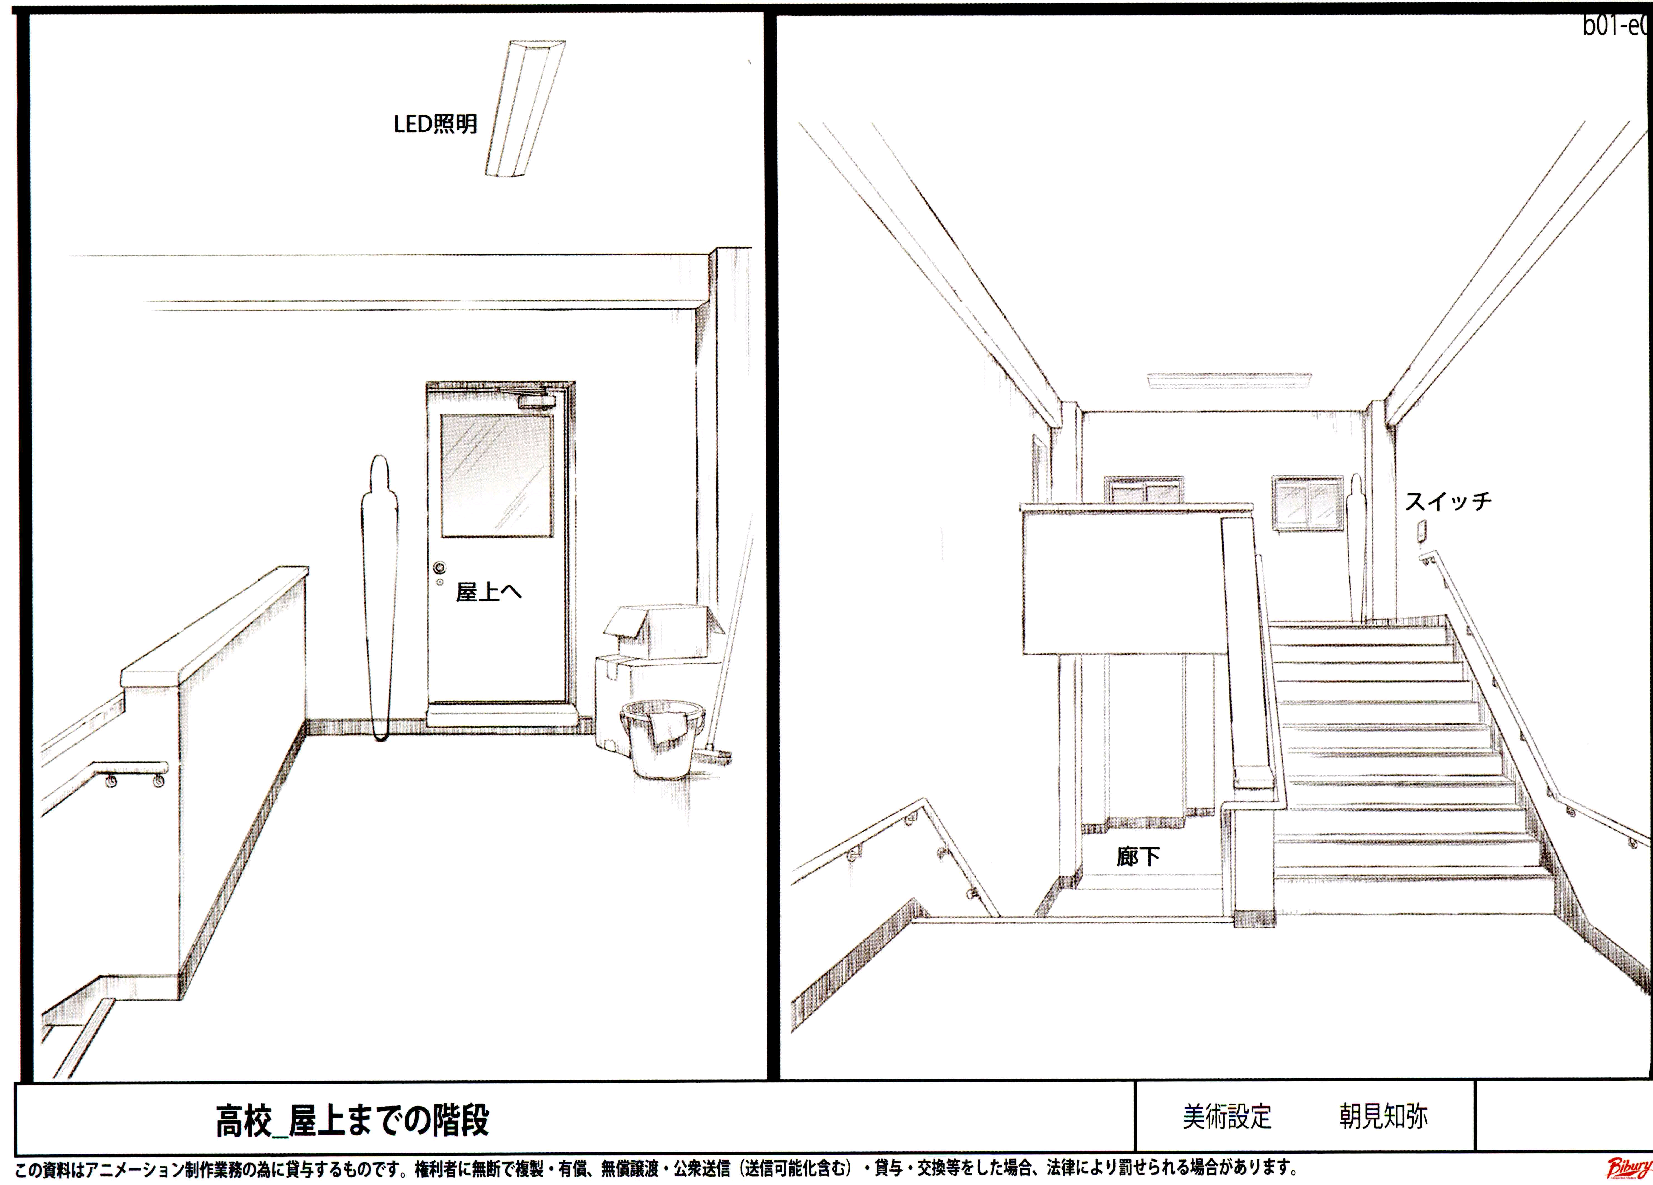 b01-e0
LED照明
屋上へ
スイッチ
廊下
高校_屋上までの階段
美術設定 朝見知弥
この資料はアニメーション制作業務の為に貸与するものです。権利者に無断で複製・有償、無償譲渡・公衆送信（送信可能化含む）・貸与・交換等をした場合、法律により罰せられる場合があります。
Bibury